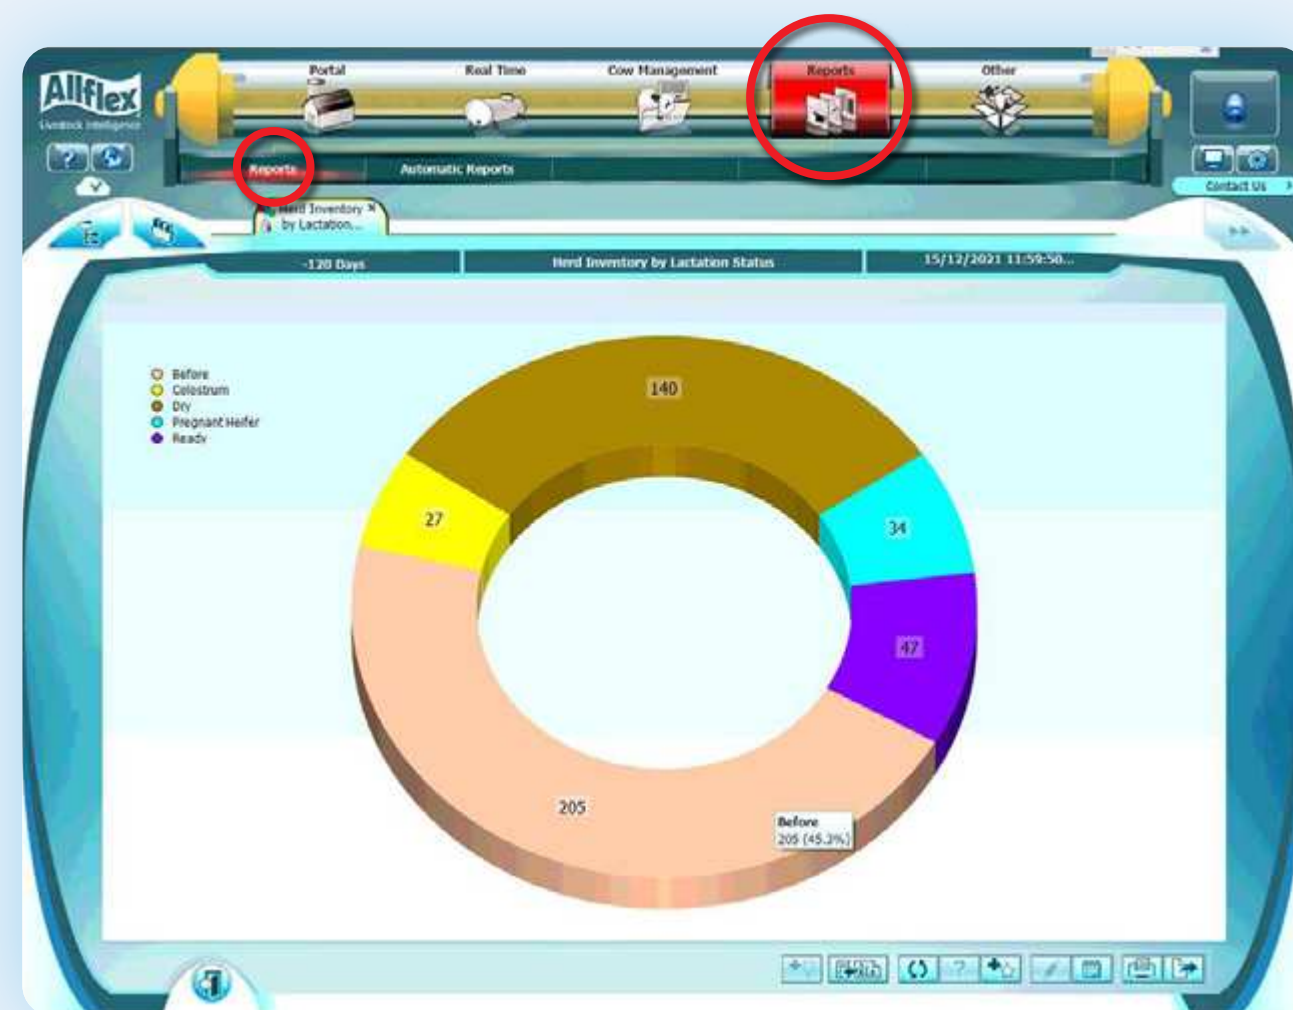 Allflex
Livestock Intelligence
Portal
Real Time
Cow Management
Reports
Other
Reports
Automatic Reports
Contact Us
Herd Inventory
by Lactation...
-120 Days
Herd Inventory by Lactation Status
15/12/2021 11:59:50...
Before
Colostrum
Dry
Pregnant Heifer
Ready
140
27
34
47
205
Before
205 (45.3%)